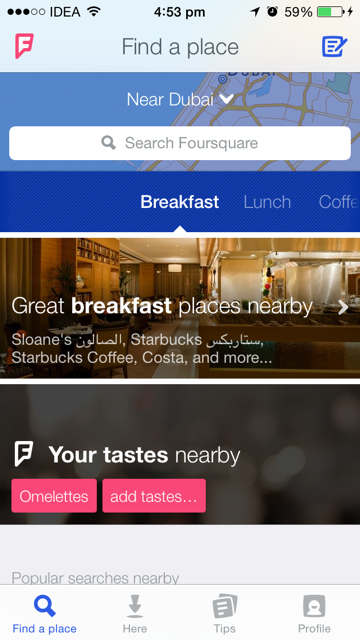 IDEA 4:53 pm 59%
Find a place
DUBAI
Near Dubai
Search Foursquare
Breakfast Lunch Coffe
Great breakfast places nearby
Sloane's الصالون, Starbucks ستاربكس,
Starbucks Coffee, Costa, and more...
Your tastes nearby
Omelettes add tastes...
Popular searches nearby
Find a place Here Tips Profile